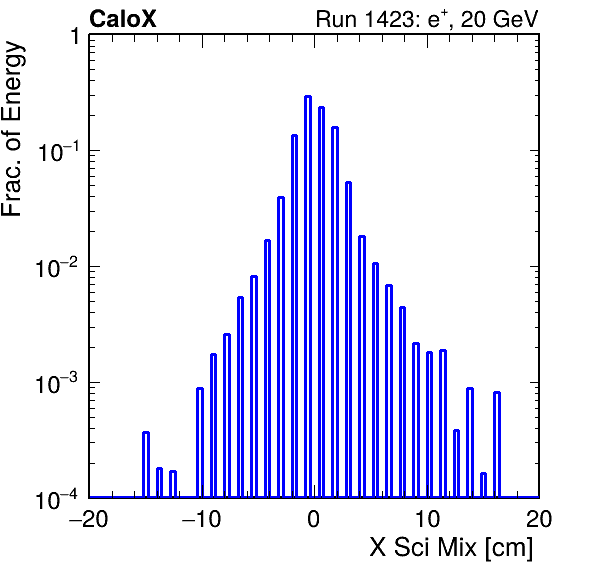 CaloX Run 1423: e⁺, 20 GeV
Frac. of Energy
1
10⁻¹
10⁻²
10⁻³
10⁻⁴
−20 −10 0 10 20
X Sci Mix [cm]